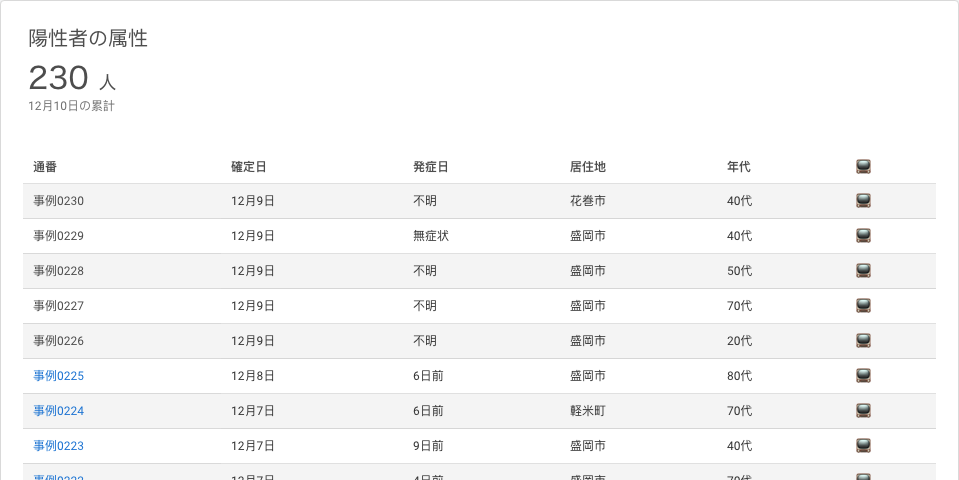 陽性者の属性
230 人
12月10日の累計
通番 確定日 発症日 居住地 年代
事例0230 12月9日 不明 花巻市 40代
事例0229 12月9日 無症状 盛岡市 40代
事例0228 12月9日 不明 盛岡市 50代
事例0227 12月9日 不明 盛岡市 70代
事例0226 12月9日 不明 盛岡市 20代
事例0225 12月8日 6日前 盛岡市 80代
事例0224 12月7日 6日前 軽米町 70代
事例0223 12月7日 9日前 盛岡市 40代